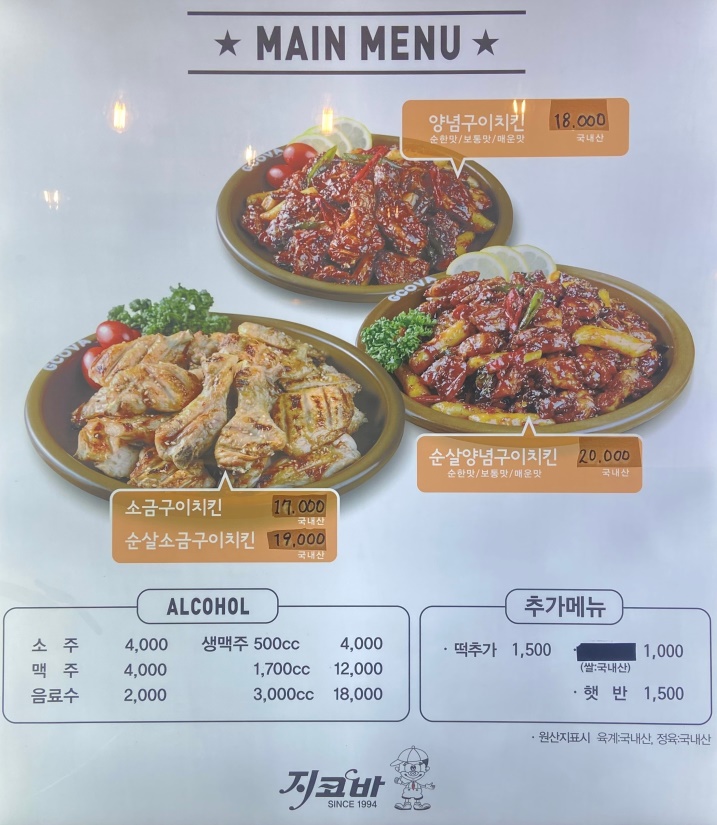 ★ MAIN MENU ★
양념구이치킨 18.000
순한맛/보통맛/매운맛 국내산
GCOVA
GCOVA
GCOVA
순살양념구이치킨 20.000
순한맛/보통맛/매운맛 국내산
소금구이치킨 17.000
국내산
순살소금구이치킨 19,000
국내산
ALCOHOL
소 주 4,000 생맥주 500cc 4,000
맥 주 4,000 1,700cc 12,000
음료수 2,000 3,000cc 18,000
추가메뉴
· 떡추가 1,500 · 1,000
(쌀:국내산)
· 햇 반 1,500
· 원산지표시 육계:국내산, 정육:국내산
지코바
SINCE 1994